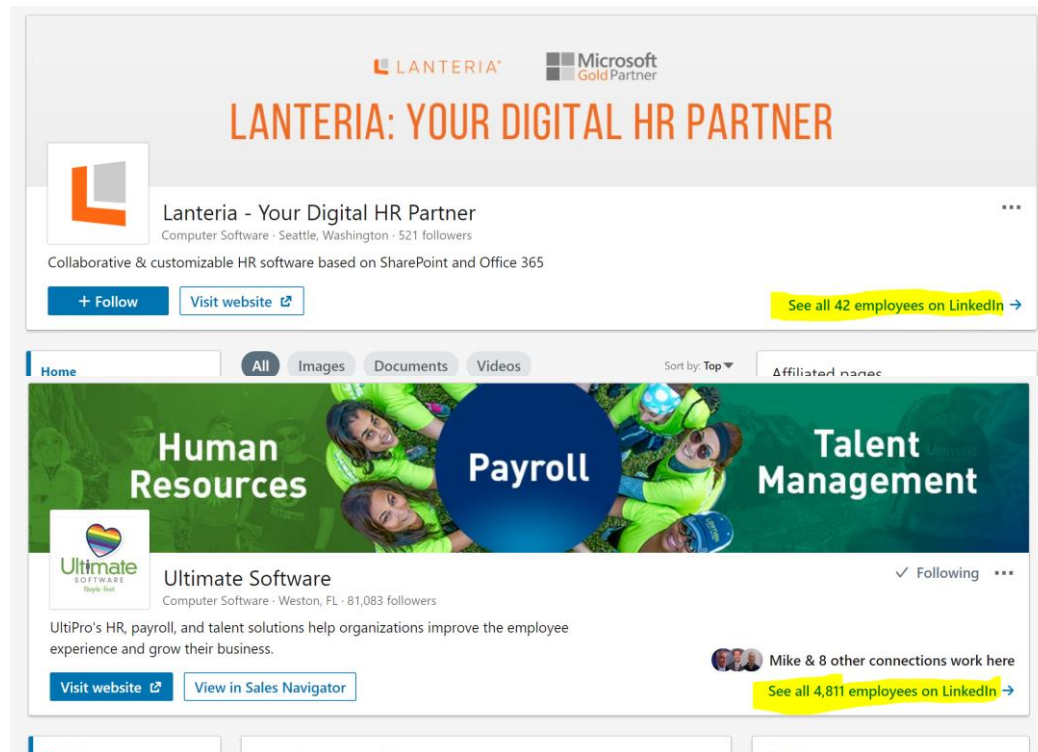 LANTERIA
Microsoft
Gold Partner
LANTERIA: YOUR DIGITAL HR PARTNER
Lanteria - Your Digital HR Partner
Computer Software · Seattle, Washington · 521 followers
Collaborative & customizable HR software based on SharePoint and Office 365
+ Follow
Visit website
See all 42 employees on LinkedIn →
Home
All
Images
Documents
Videos
Sort by: Top
Affiliated pages
Human
Resources
Payroll
Talent
Management
Ultimate
SOFTWARE
People first
Ultimate Software
Computer Software · Weston, FL · 81,083 followers
✓ Following
UltiPro's HR, payroll, and talent solutions help organizations improve the employee
experience and grow their business.
Mike & 8 other connections work here
Visit website
View in Sales Navigator
See all 4,811 employees on LinkedIn →